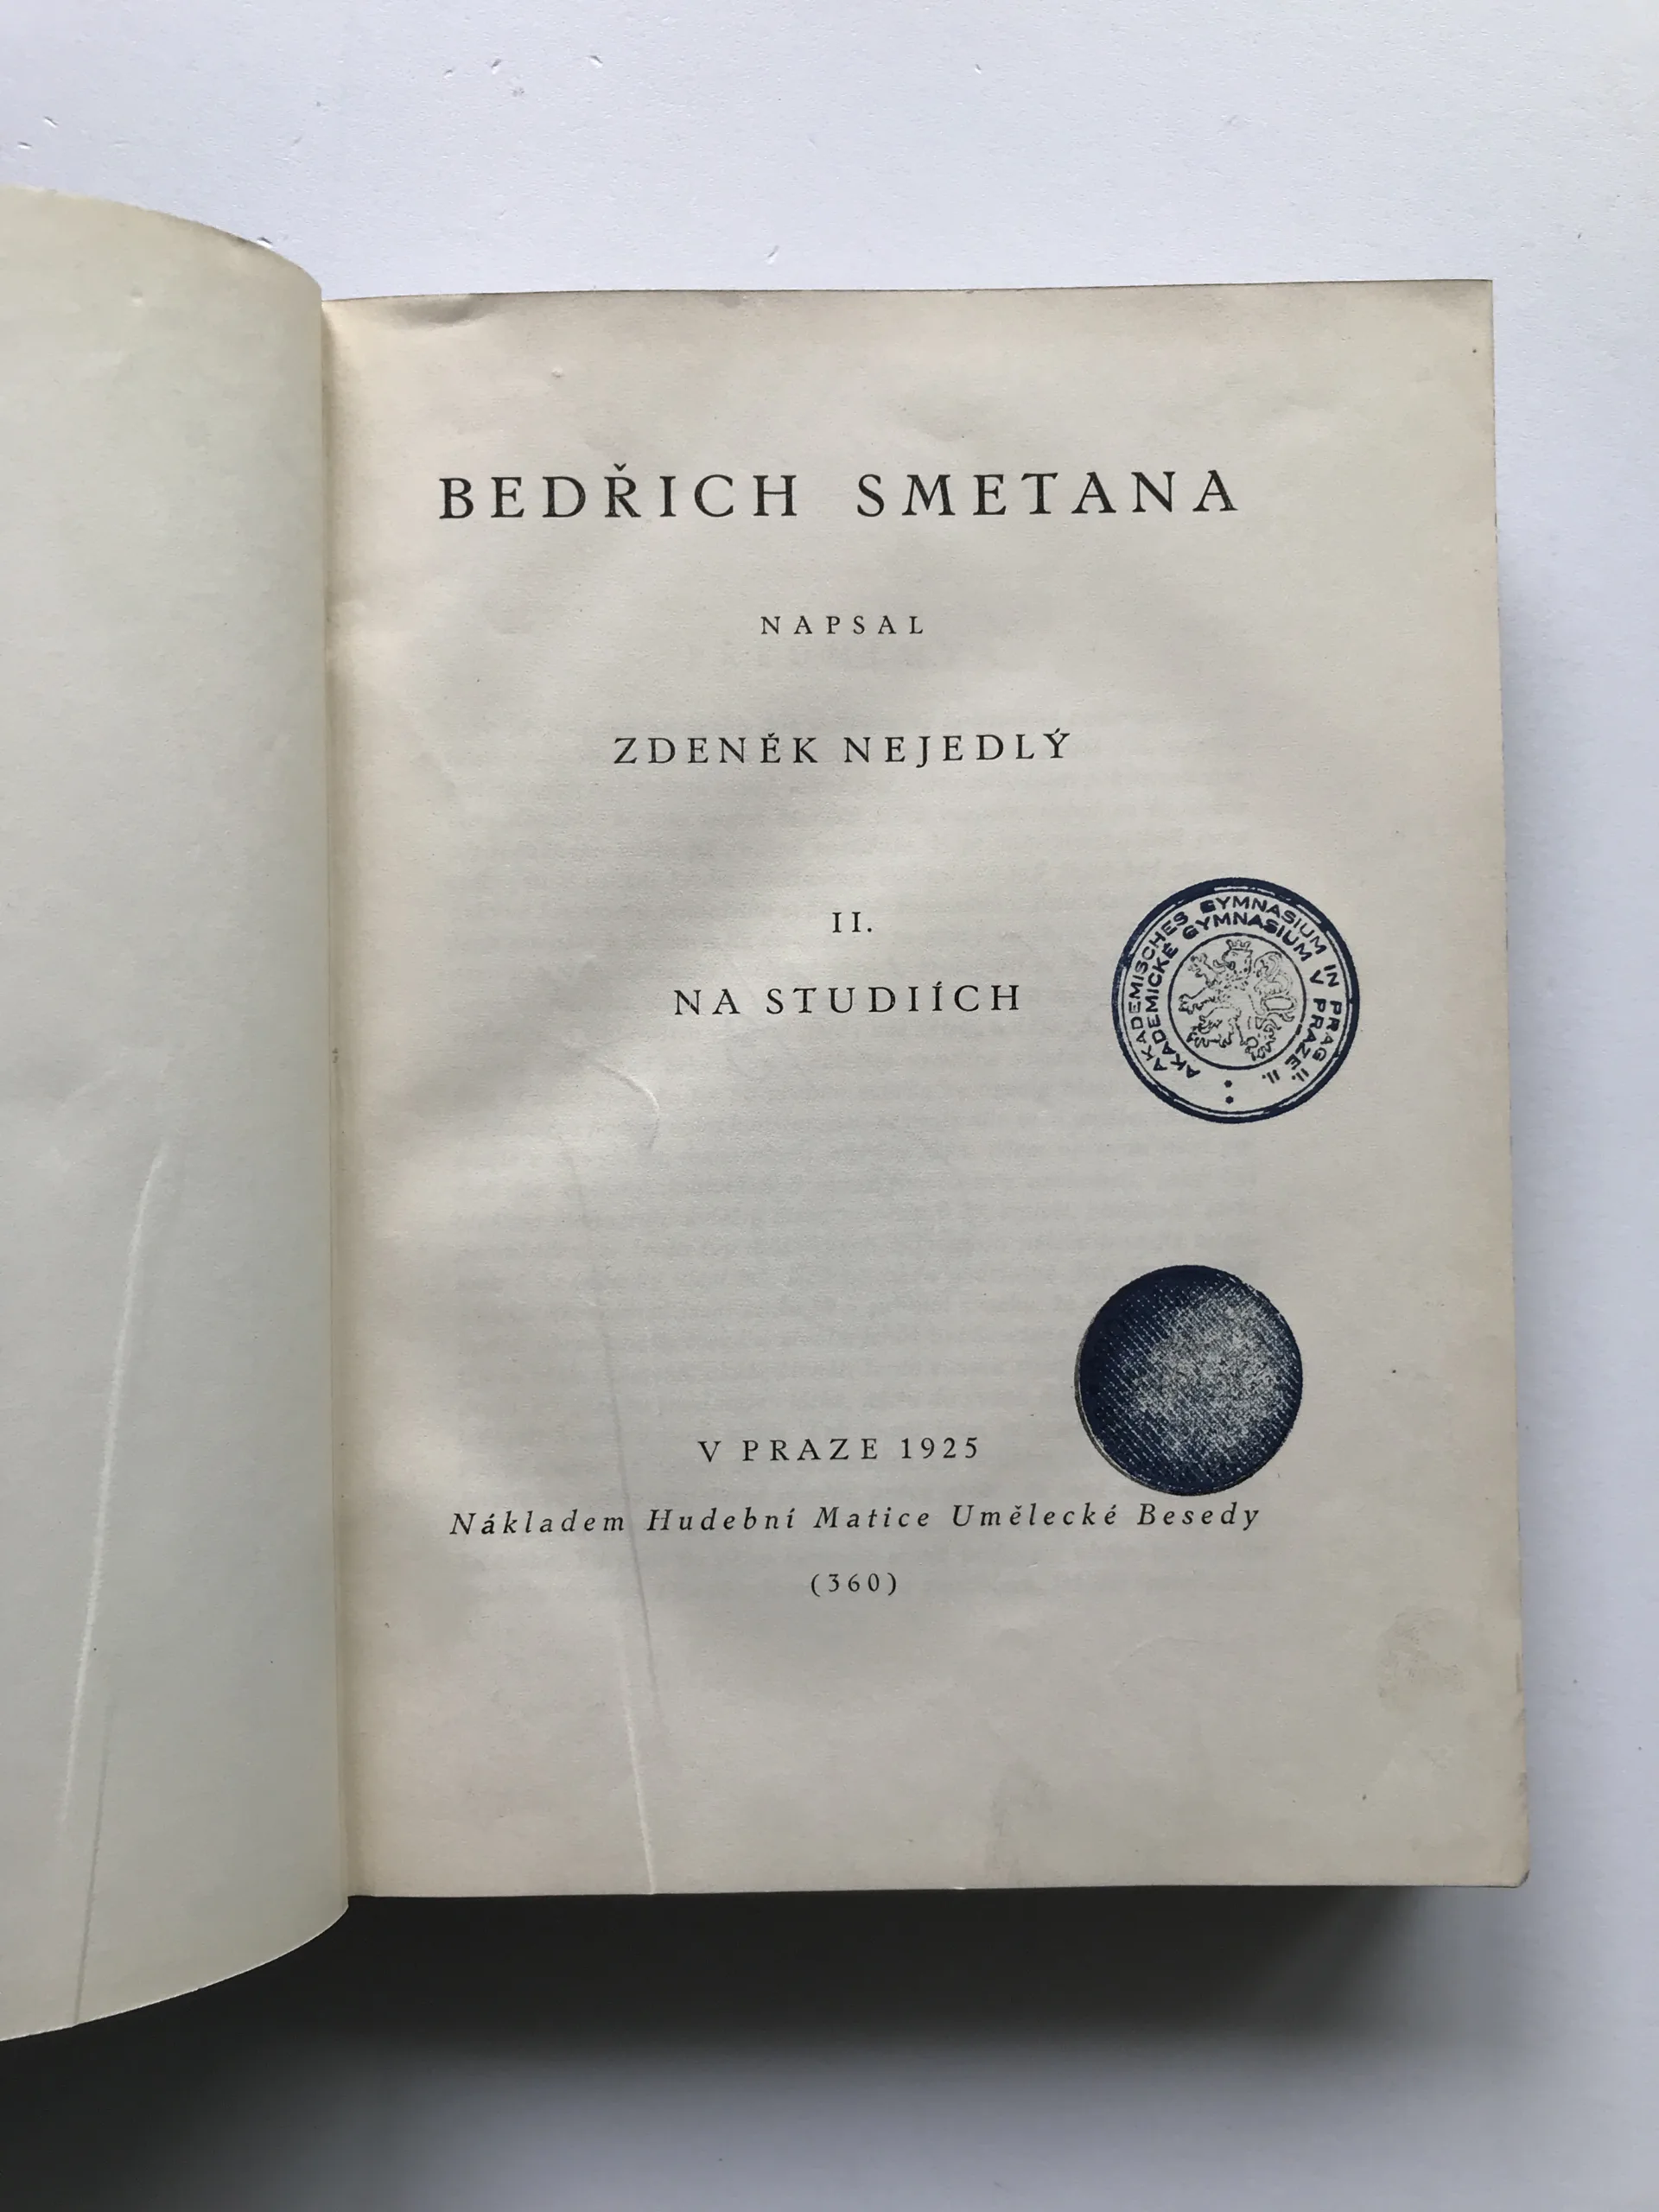 BEDŘICH SMETANA
NAPSAL
ZDENĚK NEJEDLÝ
II.
NA STUDIÍCH
AKADEMISCHES GYMNASIUM IN PRAG II.
AKADEMICKÉ GYMNASIUM V PRAZE II.
V PRAZE 1925
Nákladem Hudební Matice Umělecké Besedy
(360)